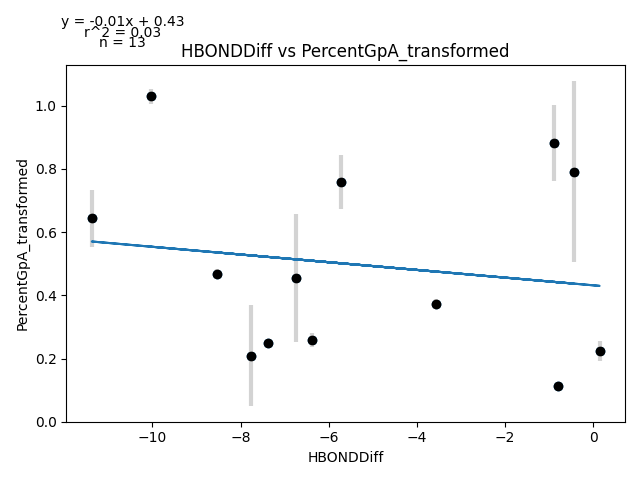 y = -0.01x + 0.43
r^2 = 0.03
n = 13
HBONDDiff vs PercentGpA_transformed
PercentGpA_transformed
1.0
0.8
0.6
0.4
0.2
0.0
−10
−8
−6
−4
−2
0
HBONDDiff